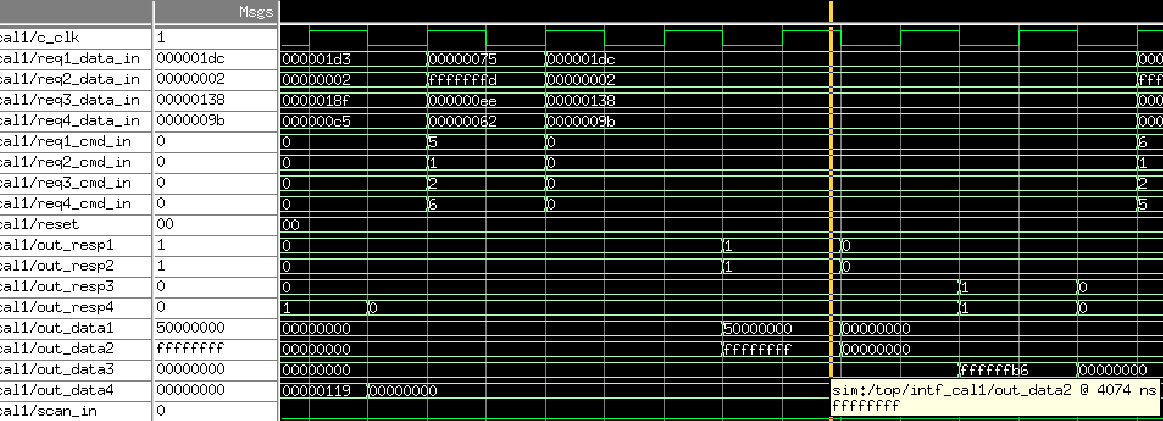 Msgs
cal1/c_clk 1
cal1/req1_data_in 000001dc 000001d3 00000075 000001dc 000
cal1/req2_data_in 00000002 00000002 fffffffd 00000002 ffff
cal1/req3_data_in 00000138 0000018f 000000ee 00000138 000
cal1/req4_data_in 0000009b 000000c5 00000062 0000009b 000
cal1/req1_cmd_in 0 0 5 0 6
cal1/req2_cmd_in 0 0 1 0 1
cal1/req3_cmd_in 0 0 2 0 2
cal1/req4_cmd_in 0 0 6 0 5
cal1/reset 00 00
cal1/out_resp1 1 0 1 0
cal1/out_resp2 1 0 1 0
cal1/out_resp3 0 0 1 0
cal1/out_resp4 0 1 0 1 0
cal1/out_data1 50000000 00000000 50000000 00000000
cal1/out_data2 ffffffff 00000000 ffffffff 00000000
cal1/out_data3 00000000 00000000 ffffffb6 00000000
cal1/out_data4 00000000 00000119 00000000
sim:/top/intf_cal1/out_data2 @ 4074 ns
cal1/scan_in 0
ffffffff